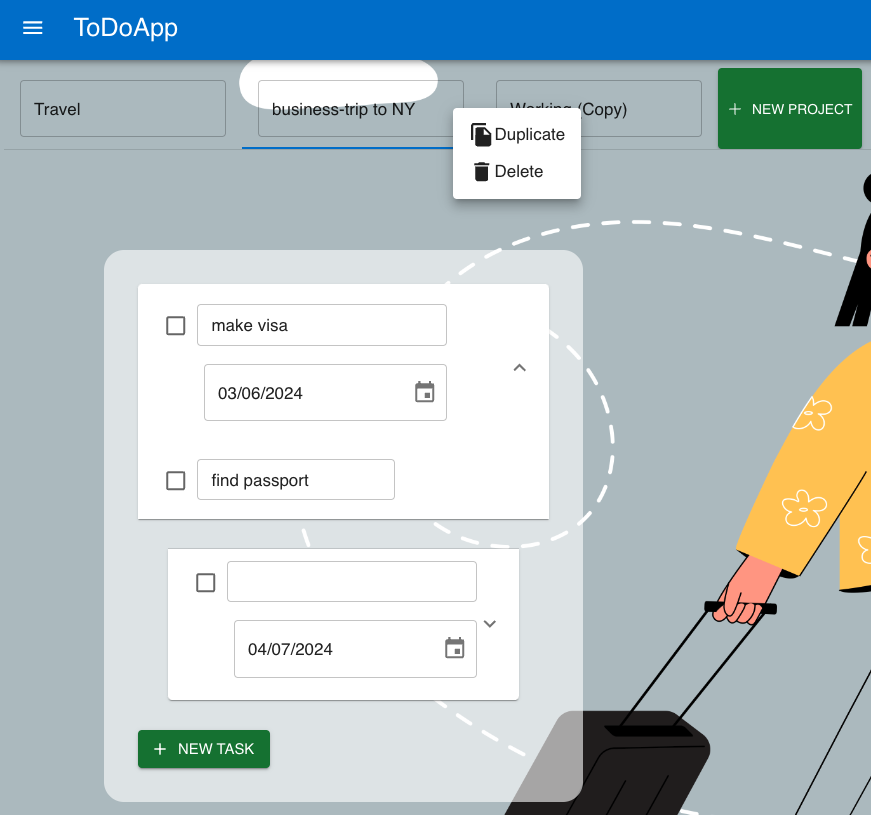 ToDoApp
Travel
business-trip to NY
Working (Copy)
+ NEW PROJECT
Duplicate
Delete
make visa
03/06/2024
find passport
04/07/2024
+ NEW TASK